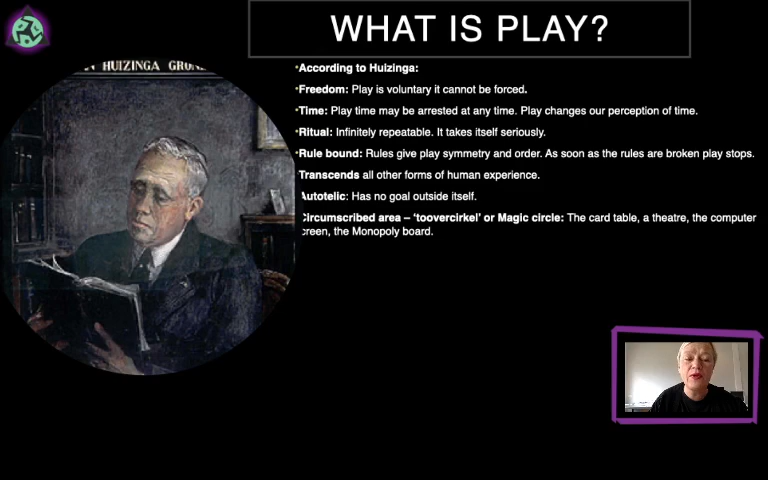 WHAT IS PLAY?
HUIZINGA
•According to Huizinga:
•Freedom: Play is voluntary it cannot be forced.
•Time: Play time may be arrested at any time. Play changes our perception of time.
•Ritual: Infinitely repeatable. It takes itself seriously.
•Rule bound: Rules give play symmetry and order. As soon as the rules are broken play stops.
•Transcends all other forms of human experience.
Autotelic: Has no goal outside itself.
Circumscribed area – ‘toovercirkel’ or Magic circle: The card table, a theatre, the computer
creen, the Monopoly board.